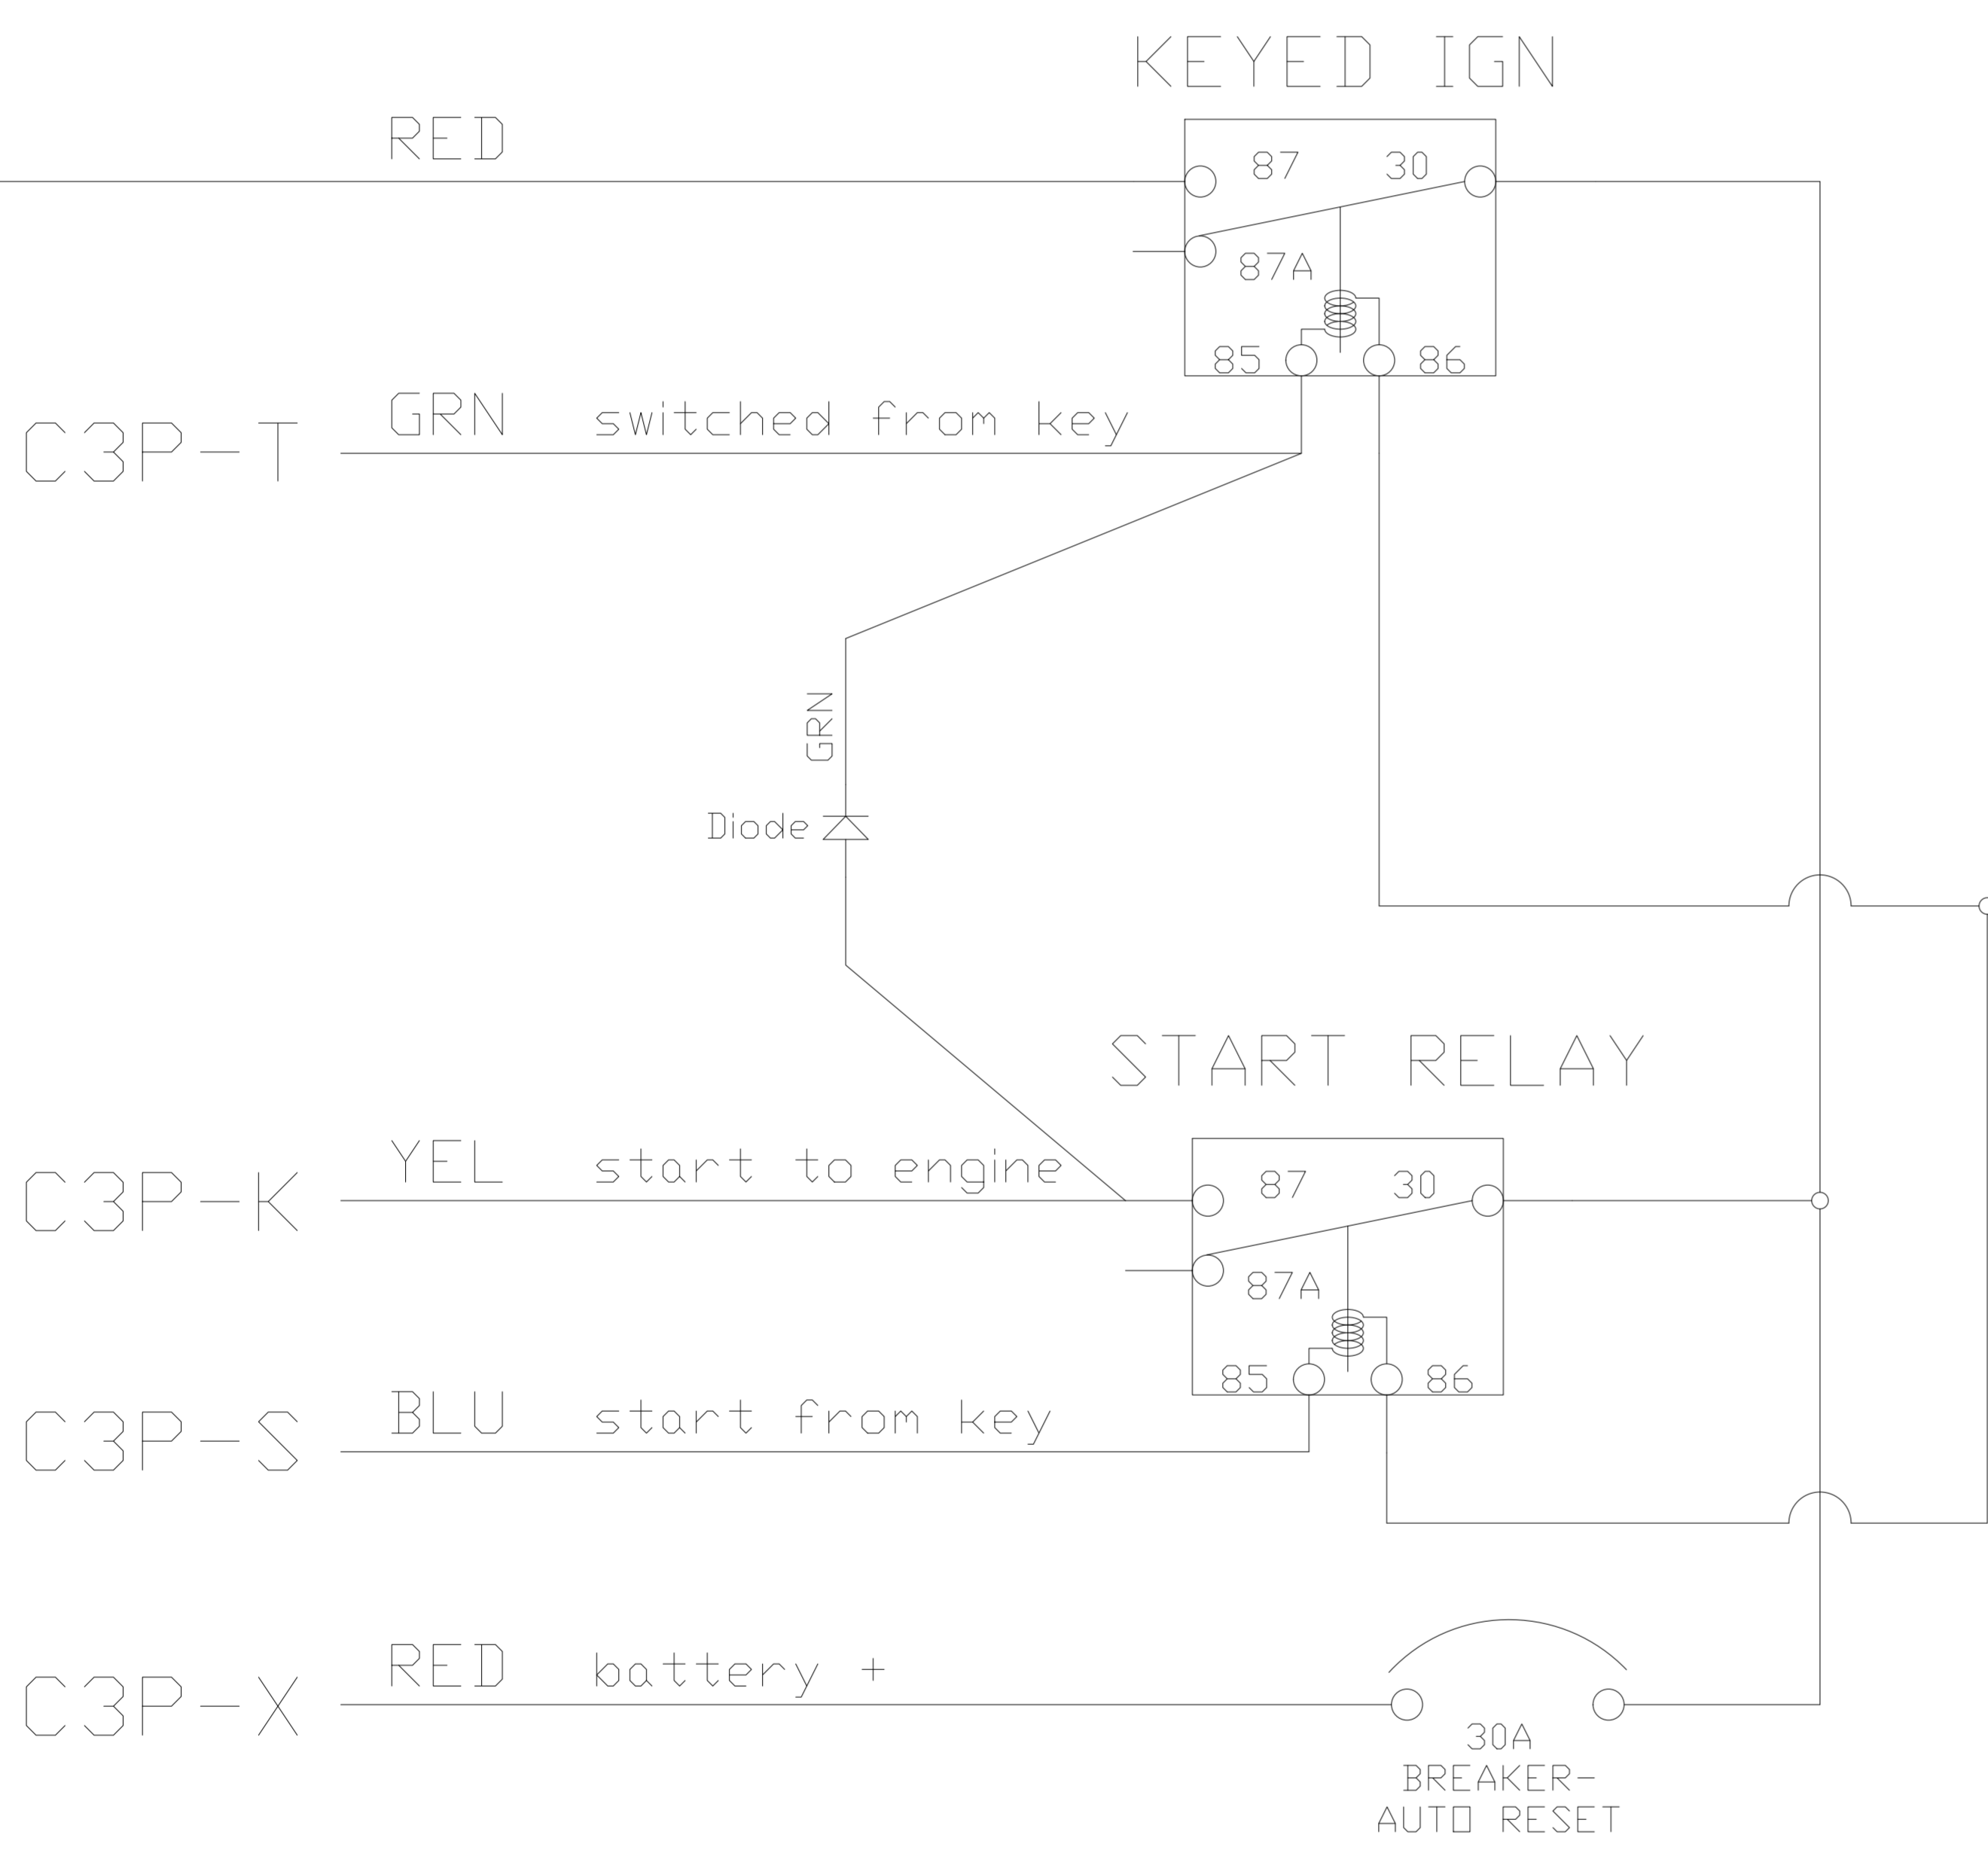 KEYED IGN
RED
87 30
87A
85 86
C3P-T GRN switched from key
GRN
Diode
START RELAY
C3P-K YEL start to engine
87 30
87A
85 86
C3P-S BLU start from key
C3P-X RED battery +
30A
BREAKER-
AUTO RESET